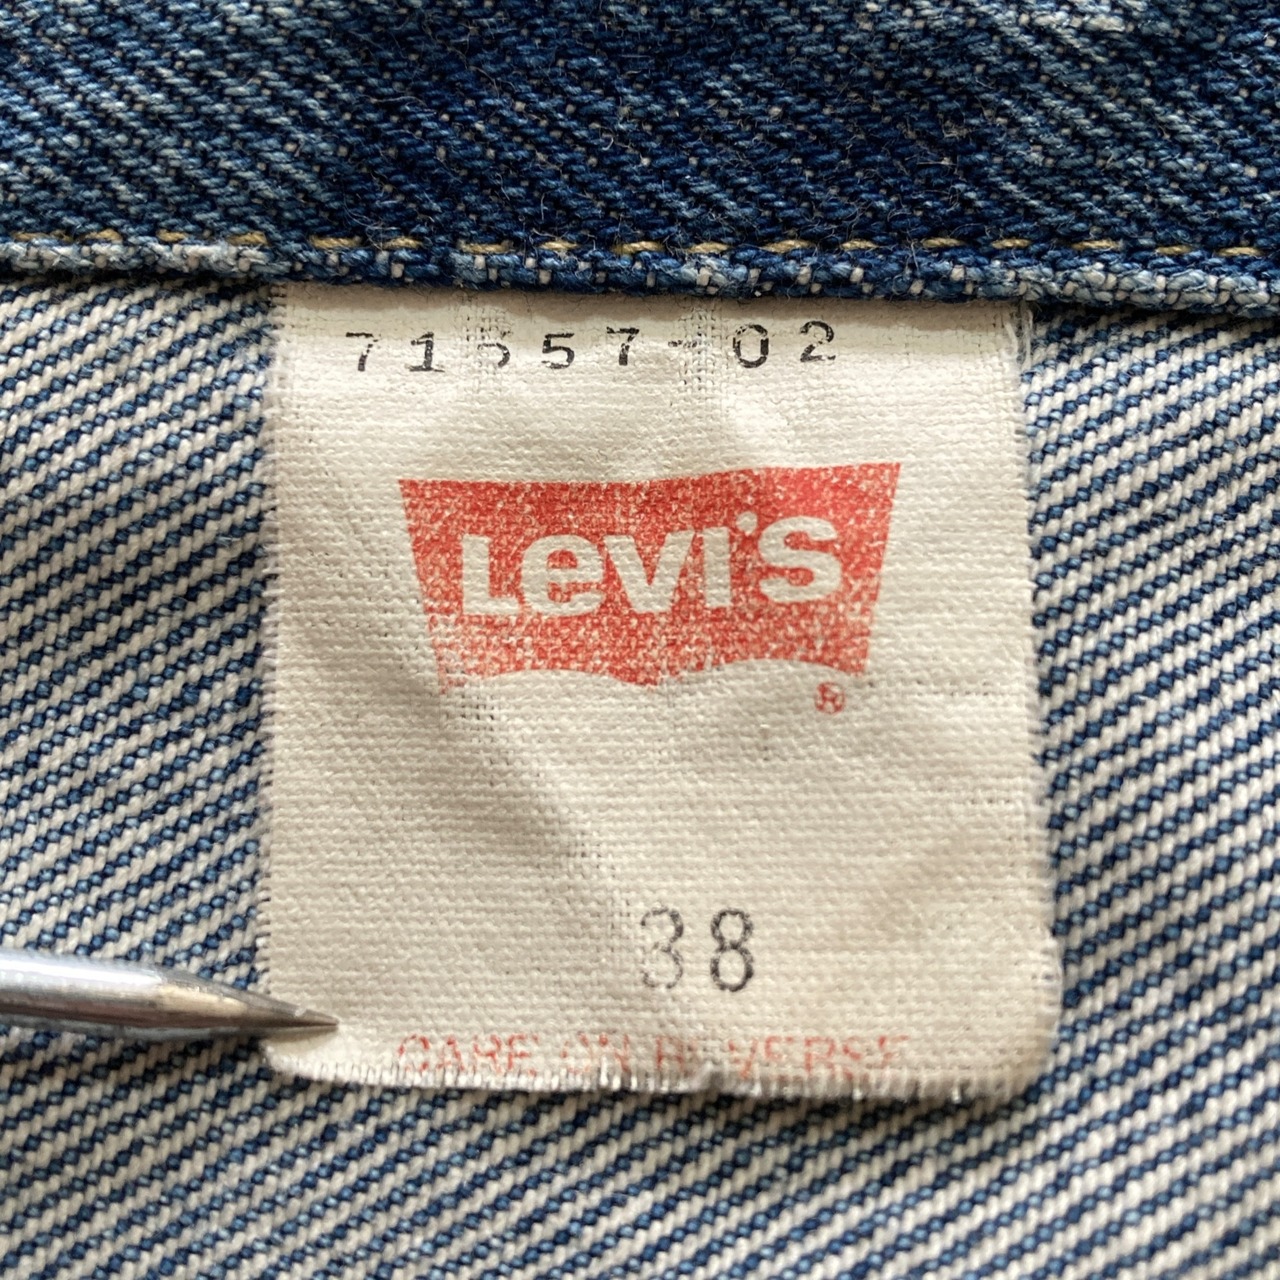 71557-02
Levi's
®
38
CARE ON REVERSE